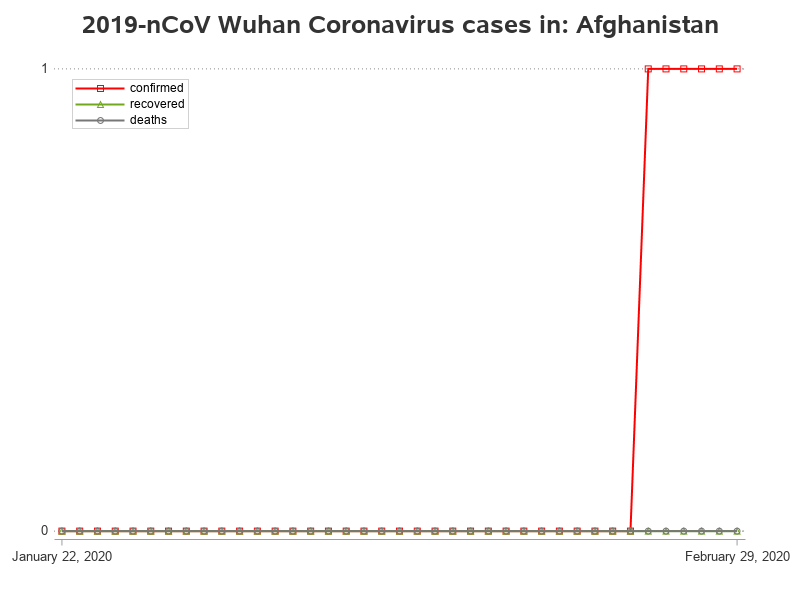 2019-nCoV Wuhan Coronavirus cases in: Afghanistan
1
confirmed
recovered
deaths
0
January 22, 2020
February 29, 2020